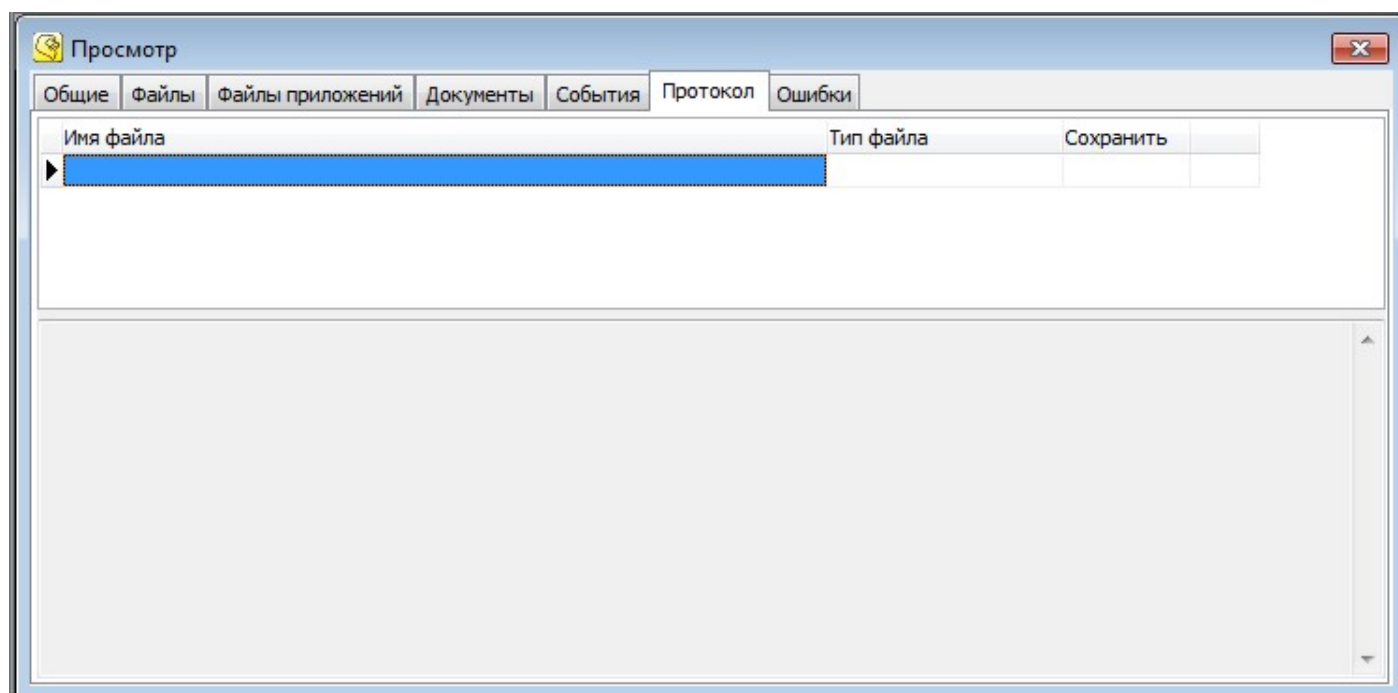 Просмотр
Общие Файлы Файлы приложений Документы События Протокол Ошибки
Имя файла Тип файла Сохранить